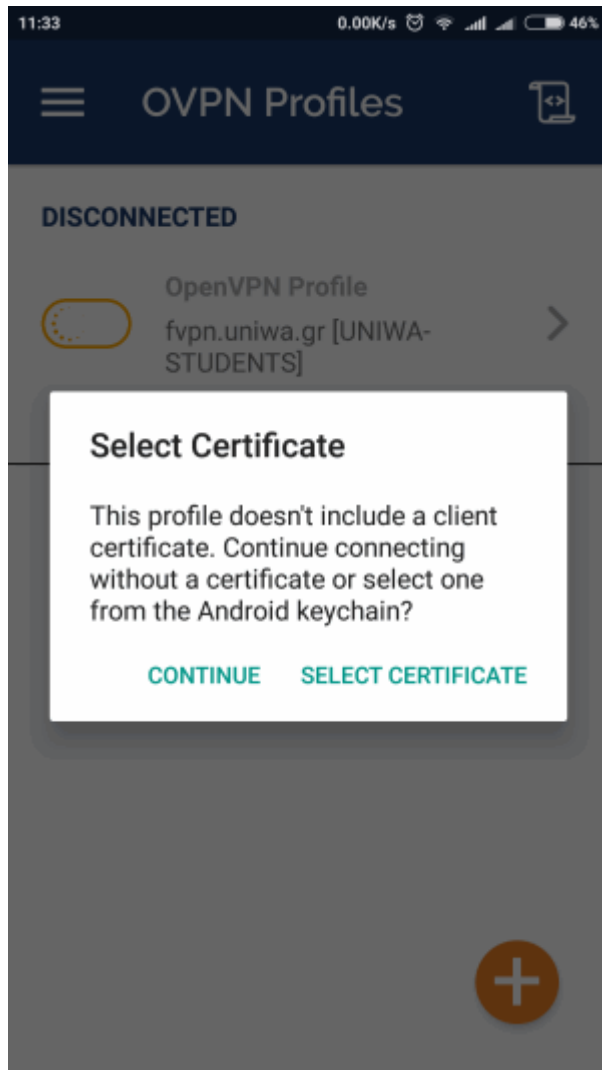 11:33 0.00K/s 46%
OVPN Profiles
DISCONNECTED
OpenVPN Profile
fvpn.uniwa.gr [UNIWA-
STUDENTS]
Select Certificate
This profile doesn't include a client
certificate. Continue connecting
without a certificate or select one
from the Android keychain?
CONTINUE SELECT CERTIFICATE